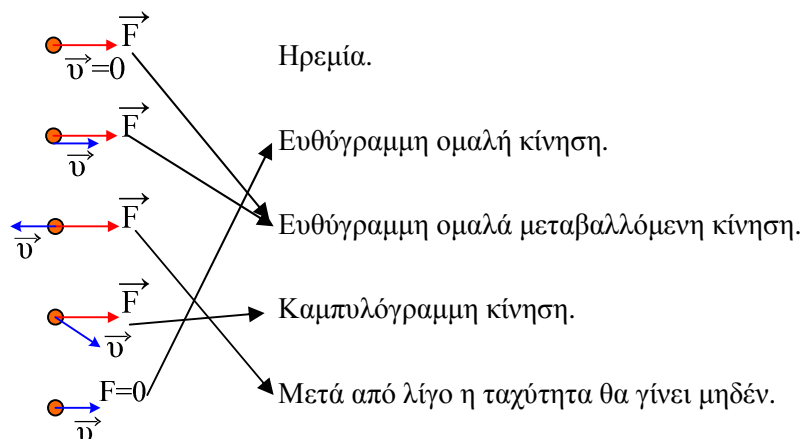 F
υ=0
Ηρεμία.
F
υ
Ευθύγραμμη ομαλή κίνηση.
F
υ
Ευθύγραμμη ομαλά μεταβαλλόμενη κίνηση.
F
υ
Καμπυλόγραμμη κίνηση.
F=0
υ
Μετά από λίγο η ταχύτητα θα γίνει μηδέν.